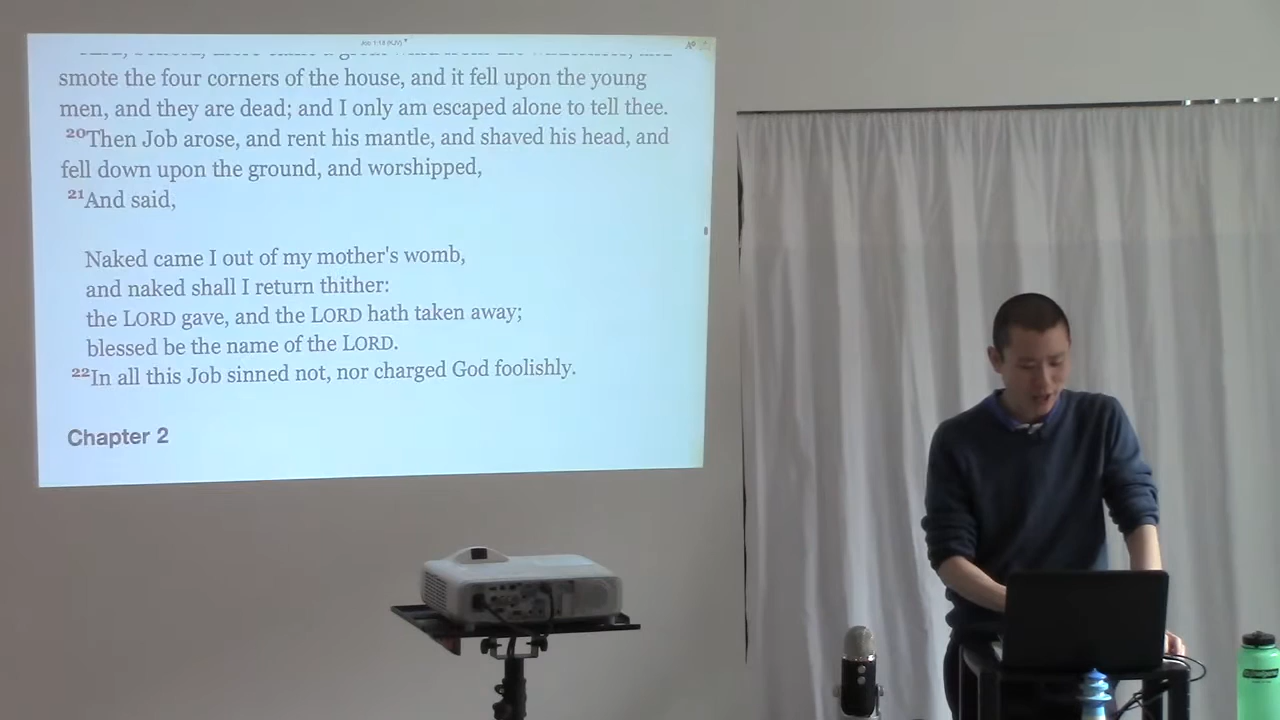 Job 1:19 (KJV)
smote the four corners of the house, and it fell upon the young
men, and they are dead; and I only am escaped alone to tell thee.
20Then Job arose, and rent his mantle, and shaved his head, and
fell down upon the ground, and worshipped,
21And said,
Naked came I out of my mother's womb,
and naked shall I return thither:
the LORD gave, and the LORD hath taken away;
blessed be the name of the LORD.
22In all this Job sinned not, nor charged God foolishly.
Chapter 2